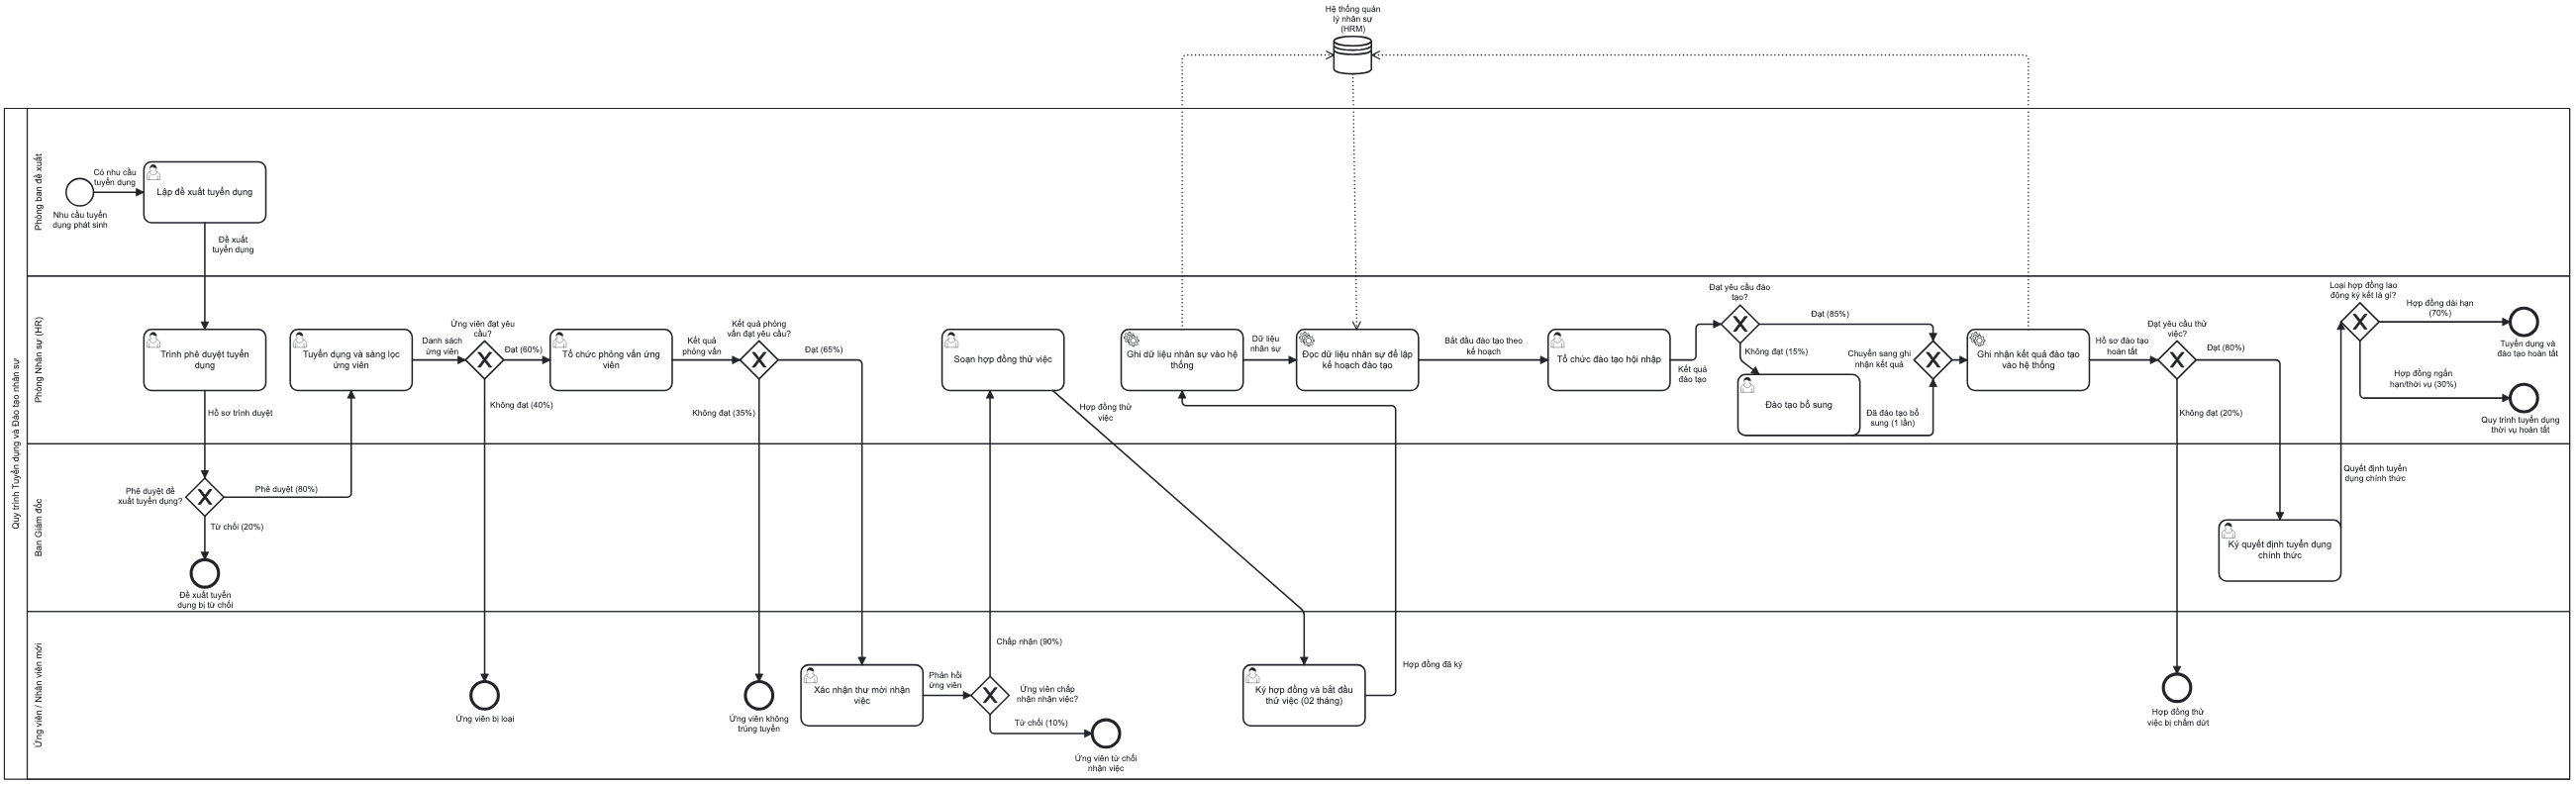 Hệ thống quản
lý nhân sự
(HRM)
Quy trình Tuyển dụng và Đào tạo nhân sự
Phòng ban đề xuất
Có nhu cầu
tuyển dụng
Nhu cầu tuyển
dụng phát sinh
Lập đề xuất tuyển dụng
Đề xuất
tuyển dụng
Phòng Nhân sự (HR)
Trình phê duyệt tuyển
dụng
Hồ sơ trình duyệt
Tuyển dụng và sàng lọc
ứng viên
Danh sách
ứng viên
Ứng viên đạt yêu
cầu?
Đạt (60%)
Không đạt (40%)
Tổ chức phỏng vấn ứng
viên
Kết quả
phỏng vấn
Kết quả phỏng
vấn đạt yêu cầu?
Đạt (65%)
Không đạt (35%)
Soạn hợp đồng thử việc
Hợp đồng thử
việc
Ghi dữ liệu nhân sự vào hệ
thống
Dữ liệu
nhân sự
Đọc dữ liệu nhân sự để lập
kế hoạch đào tạo
Bắt đầu đào tạo theo
kế hoạch
Tổ chức đào tạo hội nhập
Kết quả
đào tạo
Đạt yêu cầu đào
tạo?
Đạt (85%)
Không đạt (15%)
Đào tạo bổ sung
Đã đào tạo bổ
sung (1 lần)
Chuyển sang ghi
nhận kết quả
Ghi nhận kết quả đào tạo
vào hệ thống
Hồ sơ đào tạo
hoàn tất
Đạt yêu cầu thử
việc?
Đạt (80%)
Không đạt (20%)
Loại hợp đồng lao
động ký kết là gì?
Hợp đồng dài hạn
(70%)
Tuyển dụng và
đào tạo hoàn tất
Hợp đồng ngắn
hạn/thời vụ (30%)
Quy trình tuyển dụng
thời vụ hoàn tất
Ban Giám đốc
Phê duyệt đề
xuất tuyển dụng?
Phê duyệt (80%)
Từ chối (20%)
Đề xuất tuyển
dụng bị từ chối
Quyết định tuyển
dụng chính thức
Ký quyết định tuyển dụng
chính thức
Ứng viên / Nhân viên mới
Ứng viên bị loại
Ứng viên không
trúng tuyển
Xác nhận thư mời nhận
việc
Phản hồi
ứng viên
Chấp nhận (90%)
Ứng viên chấp
nhận nhận việc?
Từ chối (10%)
Ứng viên từ chối
nhận việc
Ký hợp đồng và bắt đầu
thử việc (02 tháng)
Hợp đồng đã ký
Hợp đồng thử
việc bị chấm dứt